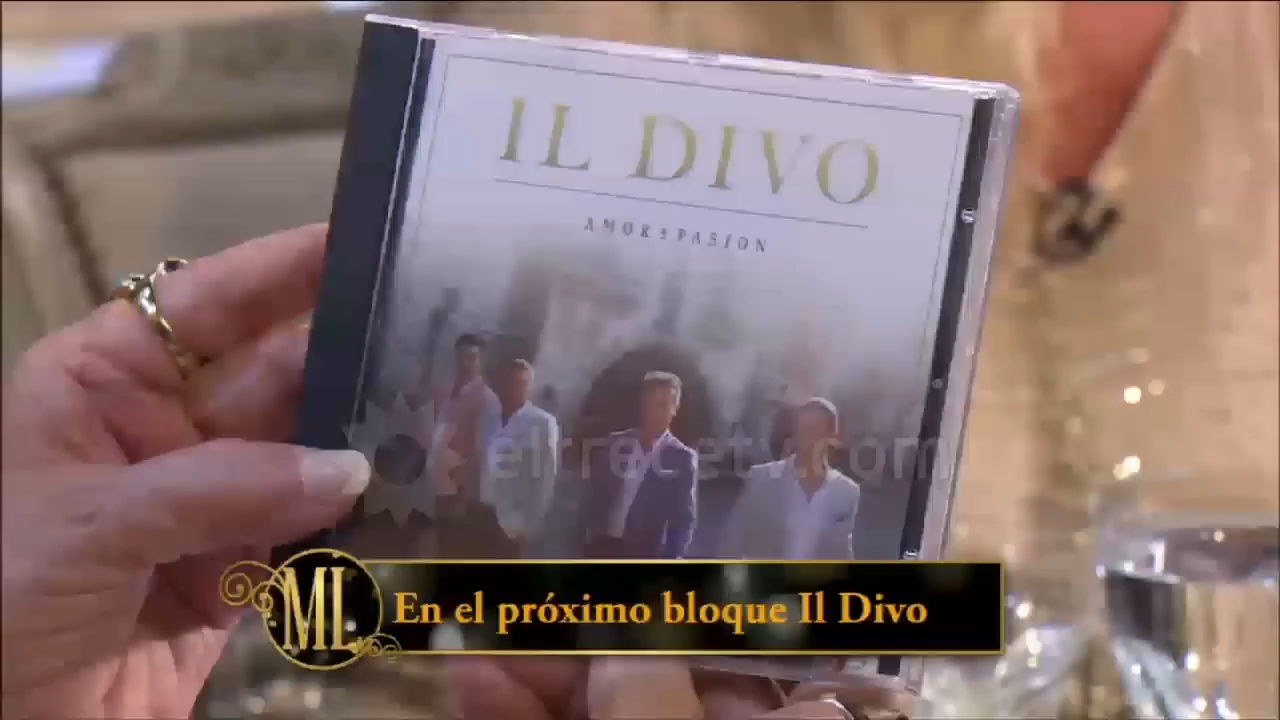 IL DIVO
AMOR & PASION
eltrecetv.com
ML
En el próximo bloque Il Divo